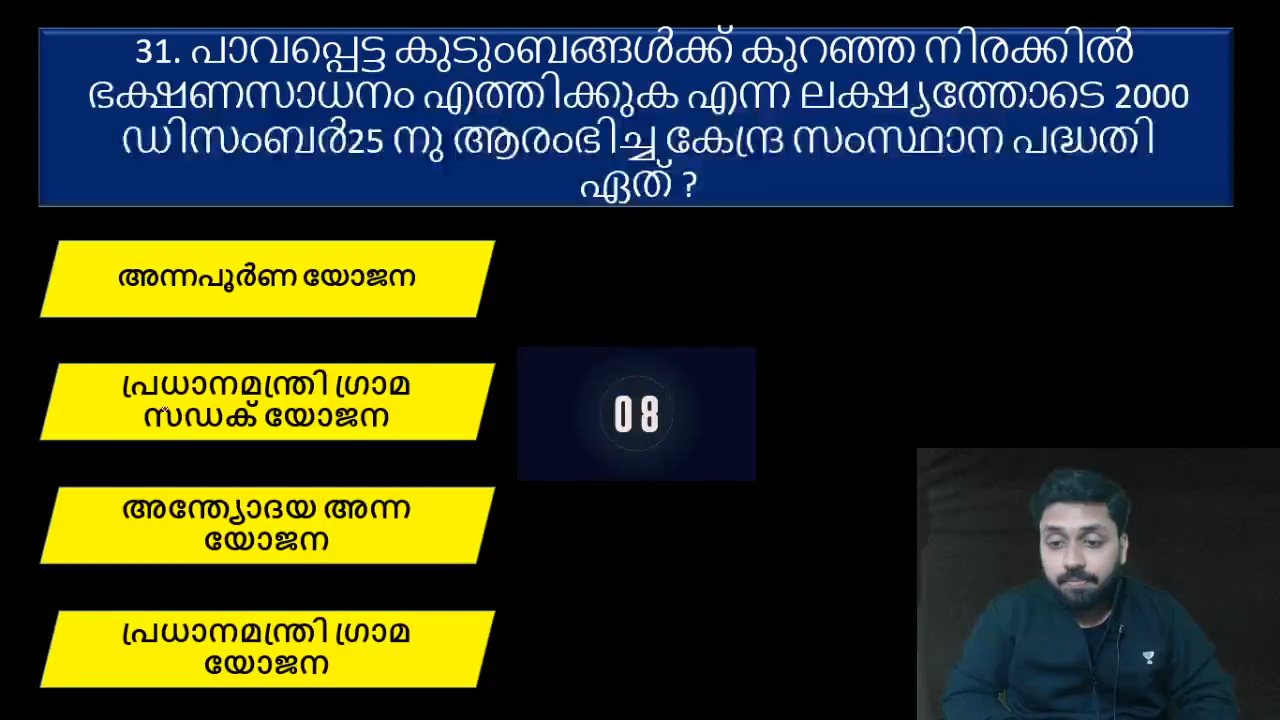 31. പാവപ്പെട്ട കുടുംബങ്ങൾക്ക് കുറഞ്ഞ നിരക്കിൽ
ഭക്ഷണസാധനം എത്തിക്കുക എന്ന ലക്ഷ്യത്തോടെ 2000
ഡിസംബർ25 നു ആരംഭിച്ച കേന്ദ്ര സംസ്ഥാന പദ്ധതി
ഏത് ?
അന്നപൂർണ യോജന
പ്രധാനമന്ത്രി ഗ്രാമ
സഡക് യോജന
08
അന്ത്യോദയ അന്ന
യോജന
പ്രധാനമന്ത്രി ഗ്രാമ
യോജന